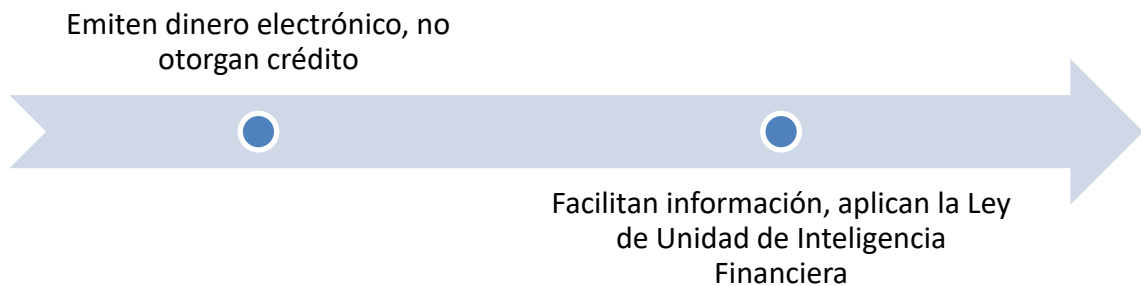 Emiten dinero electrónico, no
otorgan crédito
Facilitan información, aplican la Ley
de Unidad de Inteligencia
Financiera